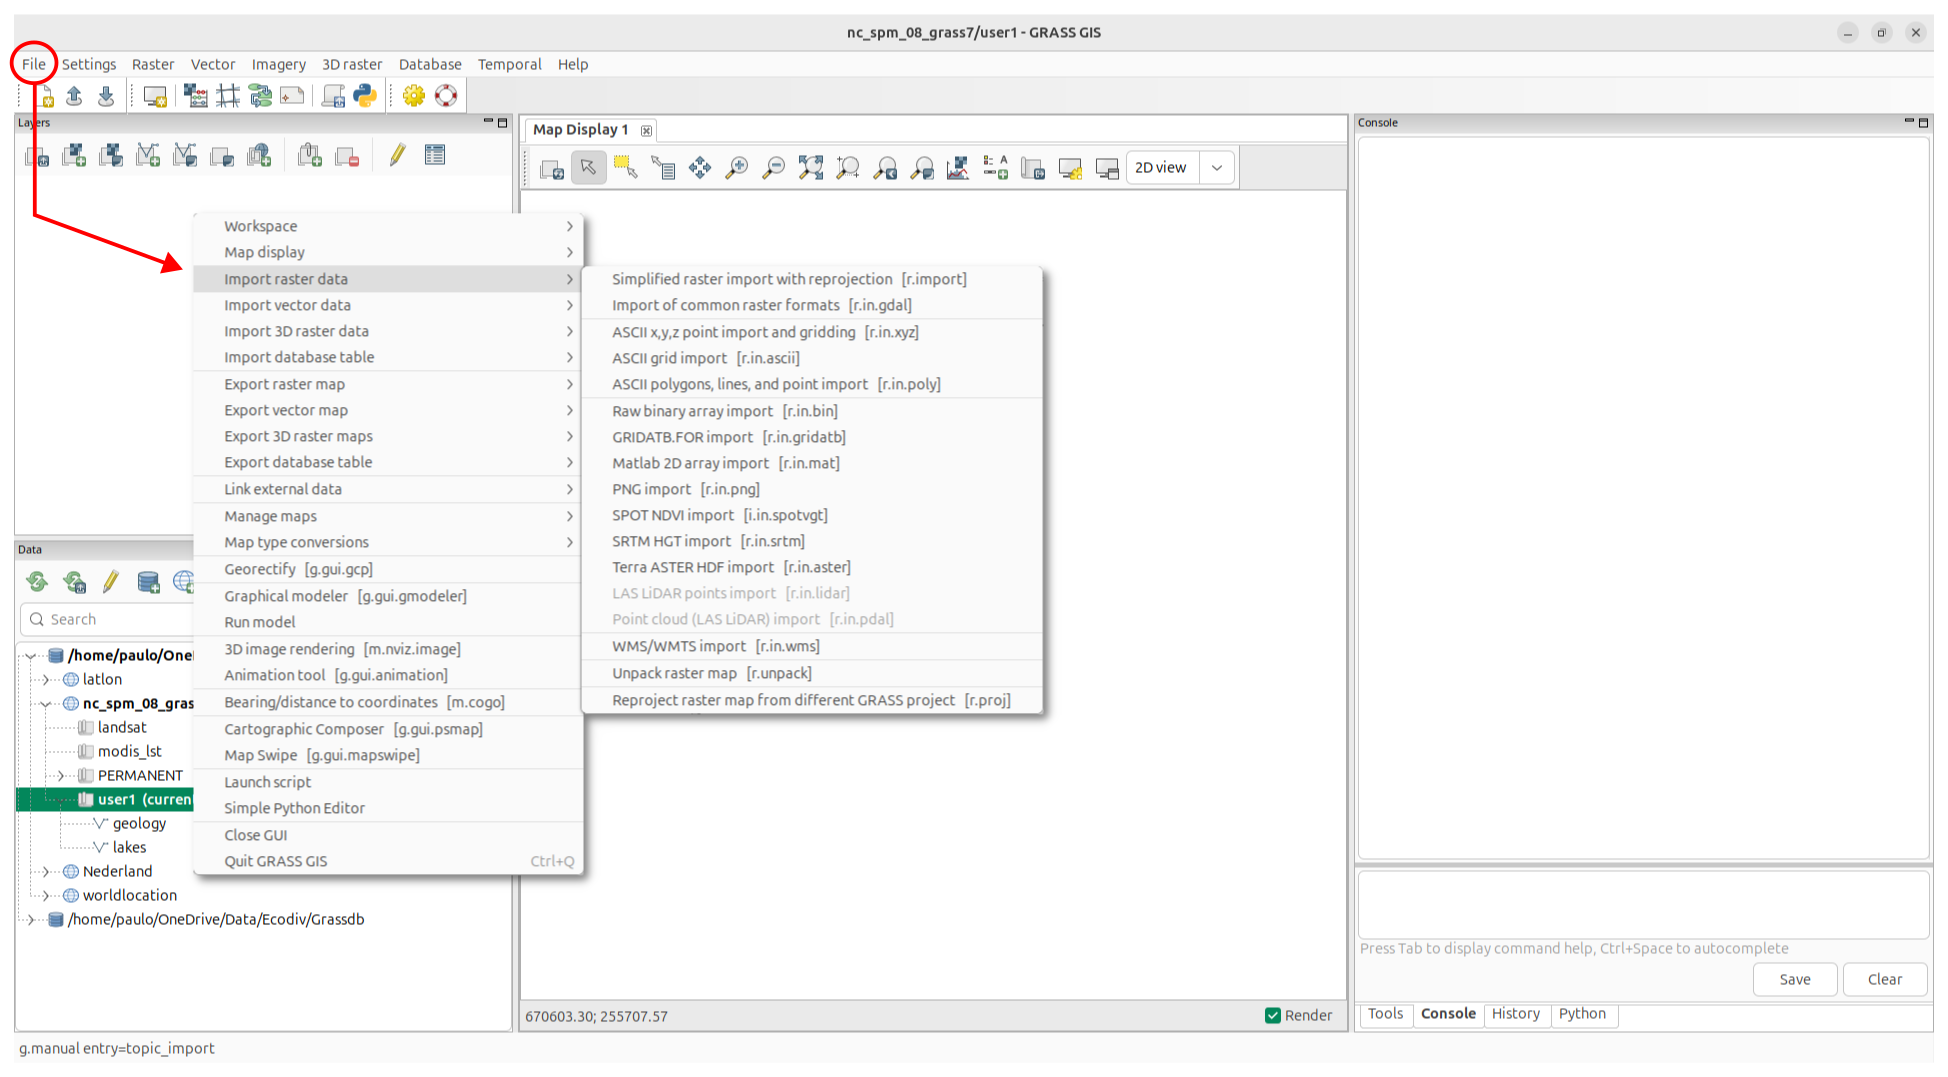 nc_spm_08_grass7/user1 - GRASS GIS
File Settings Raster Vector Imagery 3D raster Database Temporal Help
Layers
Map Display 1
Console
2D view
Workspace
Map display
Import raster data
Import vector data
Import 3D raster data
Import database table
Export raster map
Export vector map
Export 3D raster maps
Export database table
Link external data
Manage maps
Map type conversions
Georectify [g.gui.gcp]
Graphical modeler [g.gui.gmodeler]
Run model
3D image rendering [m.nviz.image]
Animation tool [g.gui.animation]
Bearing/distance to coordinates [m.cogo]
Cartographic Composer [g.gui.psmap]
Map Swipe [g.gui.mapswipe]
Launch script
Simple Python Editor
Close GUI
Quit GRASS GIS Ctrl+Q
Simplified raster import with reprojection [r.import]
Import of common raster formats [r.in.gdal]
ASCII x,y,z point import and gridding [r.in.xyz]
ASCII grid import [r.in.ascii]
ASCII polygons, lines, and point import [r.in.poly]
Raw binary array import [r.in.bin]
GRIDATB.FOR import [r.in.gridatb]
Matlab 2D array import [r.in.mat]
PNG import [r.in.png]
SPOT NDVI import [i.in.spotvgt]
SRTM HGT import [r.in.srtm]
Terra ASTER HDF import [r.in.aster]
LAS LiDAR points import [r.in.lidar]
Point cloud (LAS LiDAR) import [r.in.pdal]
WMS/WMTS import [r.in.wms]
Unpack raster map [r.unpack]
Reproject raster map from different GRASS project [r.proj]
Data
Search
/home/paulo/One
latlon
nc_spm_08_gras
landsat
modis_lst
PERMANENT
user1 (curren
geology
lakes
Nederland
worldlocation
/home/paulo/OneDrive/Data/Ecodiv/Grassdb
670603.30; 255707.57
Render
Press Tab to display command help, Ctrl+Space to autocomplete
Save Clear
Tools Console History Python
g.manual entry=topic_import